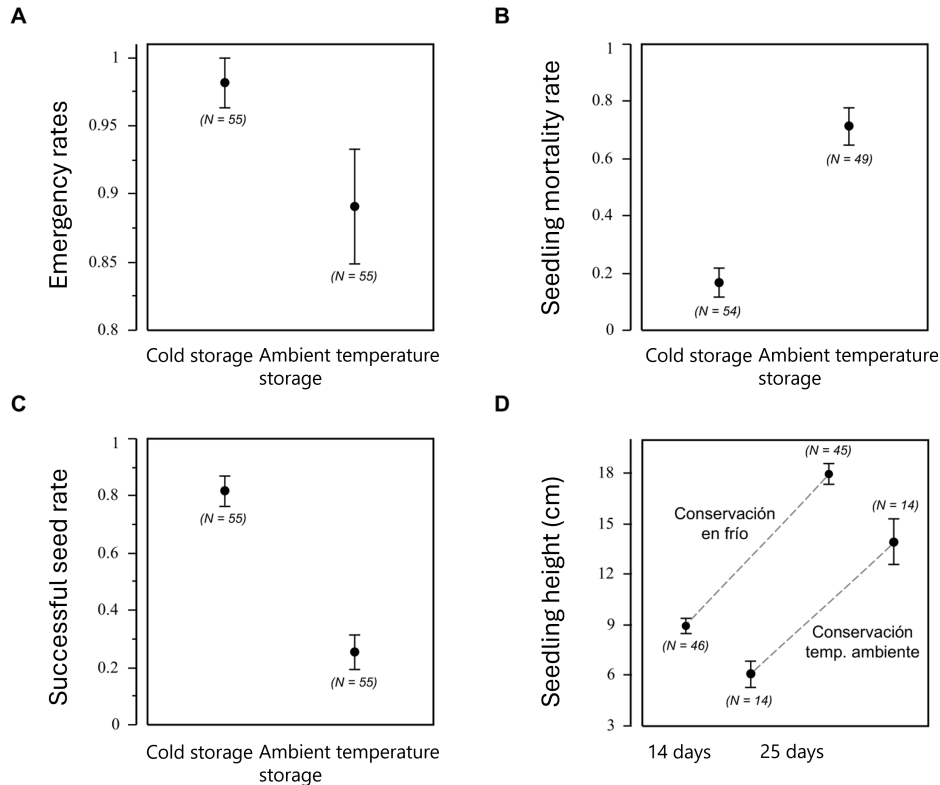 A
Emergency rates
1
0.95
0.9
0.85
0.8
(N = 55)
(N = 55)
Cold storage Ambient temperature
storage
B
Seedling mortality rate
1
0.8
0.6
0.4
0.2
0
(N = 54)
(N = 49)
Cold storage Ambient temperature
storage
C
Successful seed rate
1
0.8
0.6
0.4
0.2
0
(N = 55)
(N = 55)
Cold storage Ambient temperature
storage
D
Seedling height (cm)
18
15
12
9
6
3
(N = 45)
(N = 14)
Conservación
en frío
(N = 46)
Conservación
temp. ambiente
(N = 14)
14 days 25 days